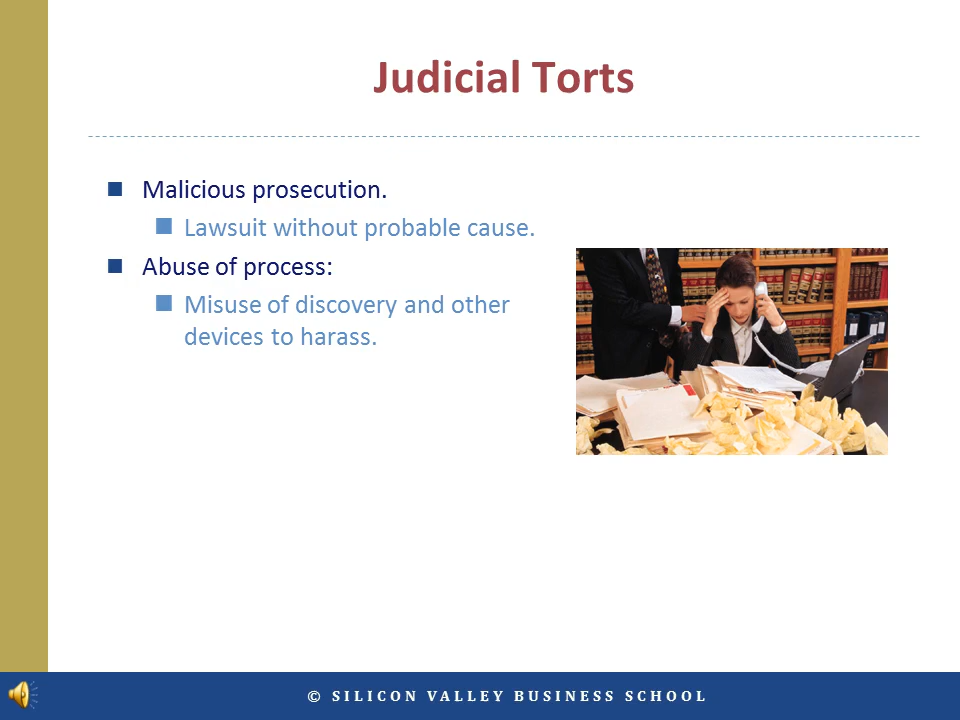 Judicial Torts
Malicious prosecution.
Lawsuit without probable cause.
Abuse of process:
Misuse of discovery and other
devices to harass.
© SILICON VALLEY BUSINESS SCHOOL